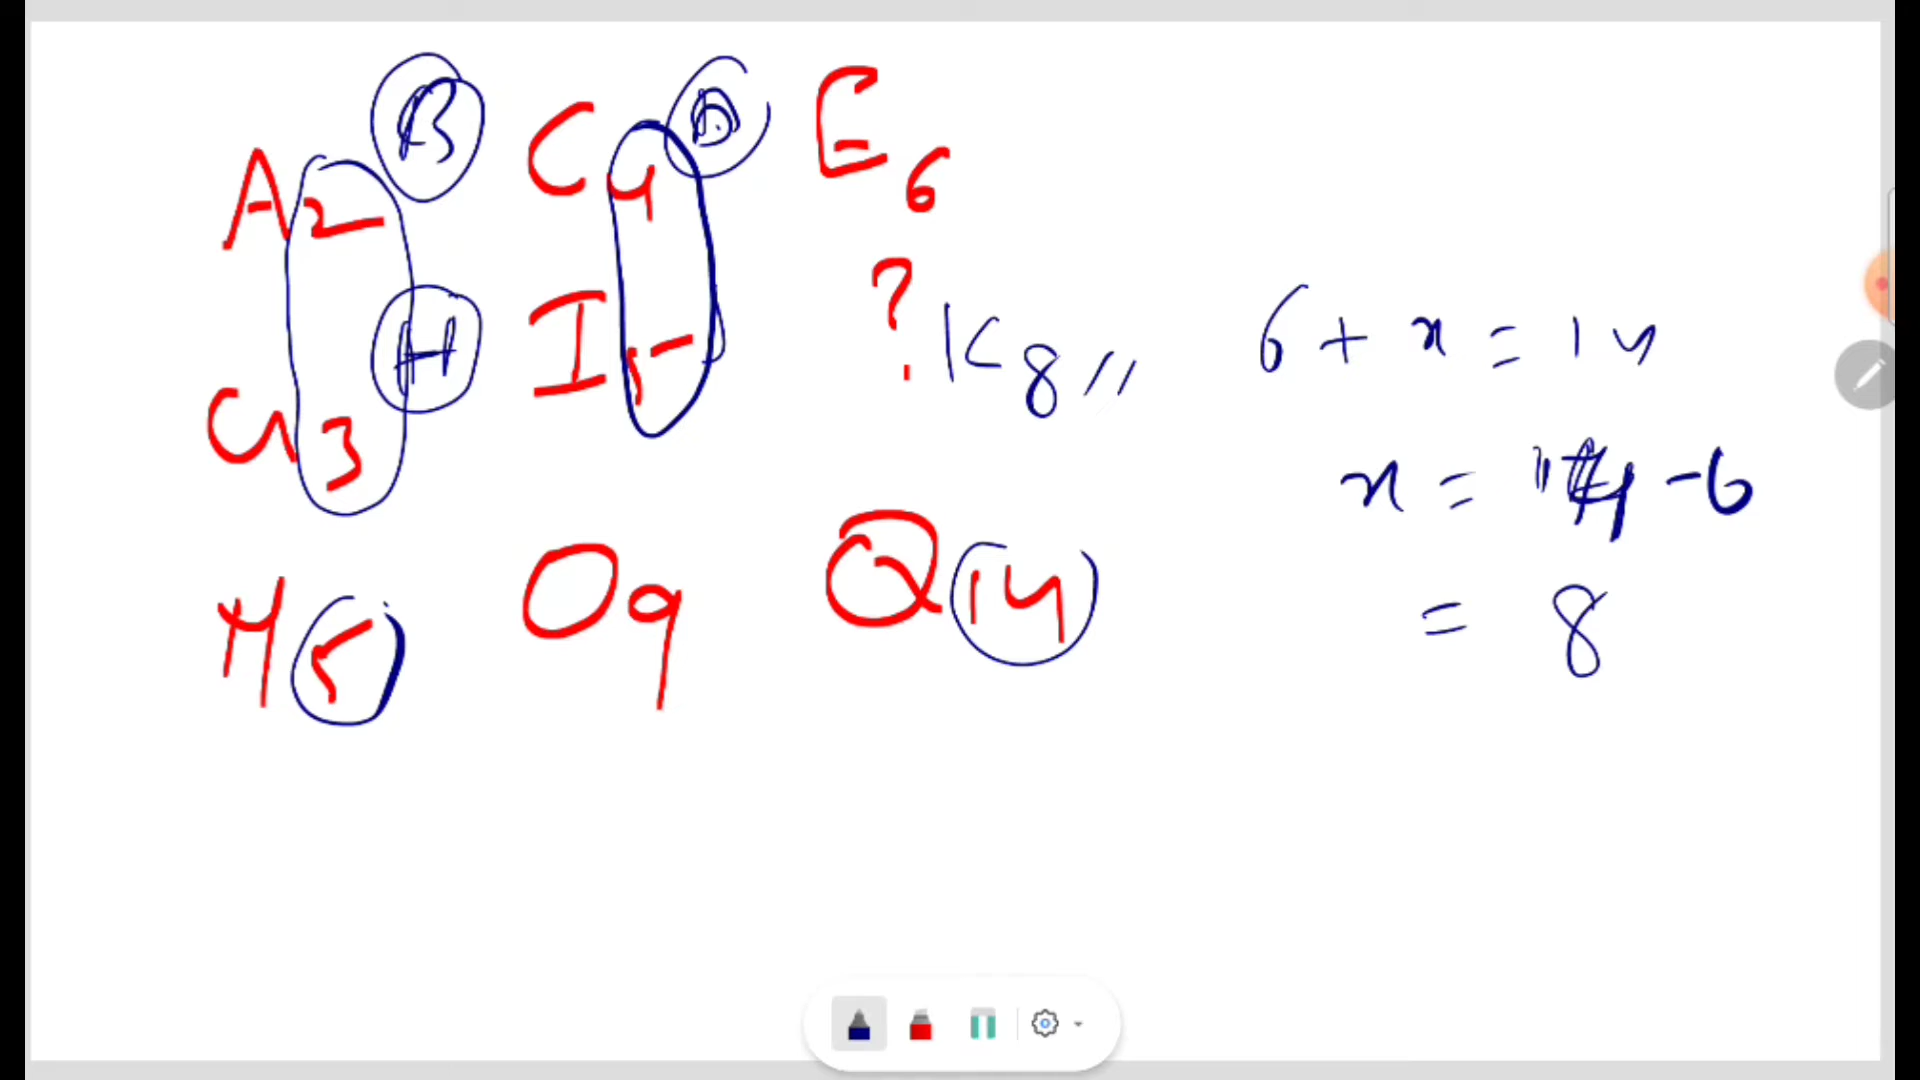 A2 B C4 D E6
G3 H I5 ? K8 //
M5 O9 Q14
6 + x = 14
x = 14 - 6
= 8